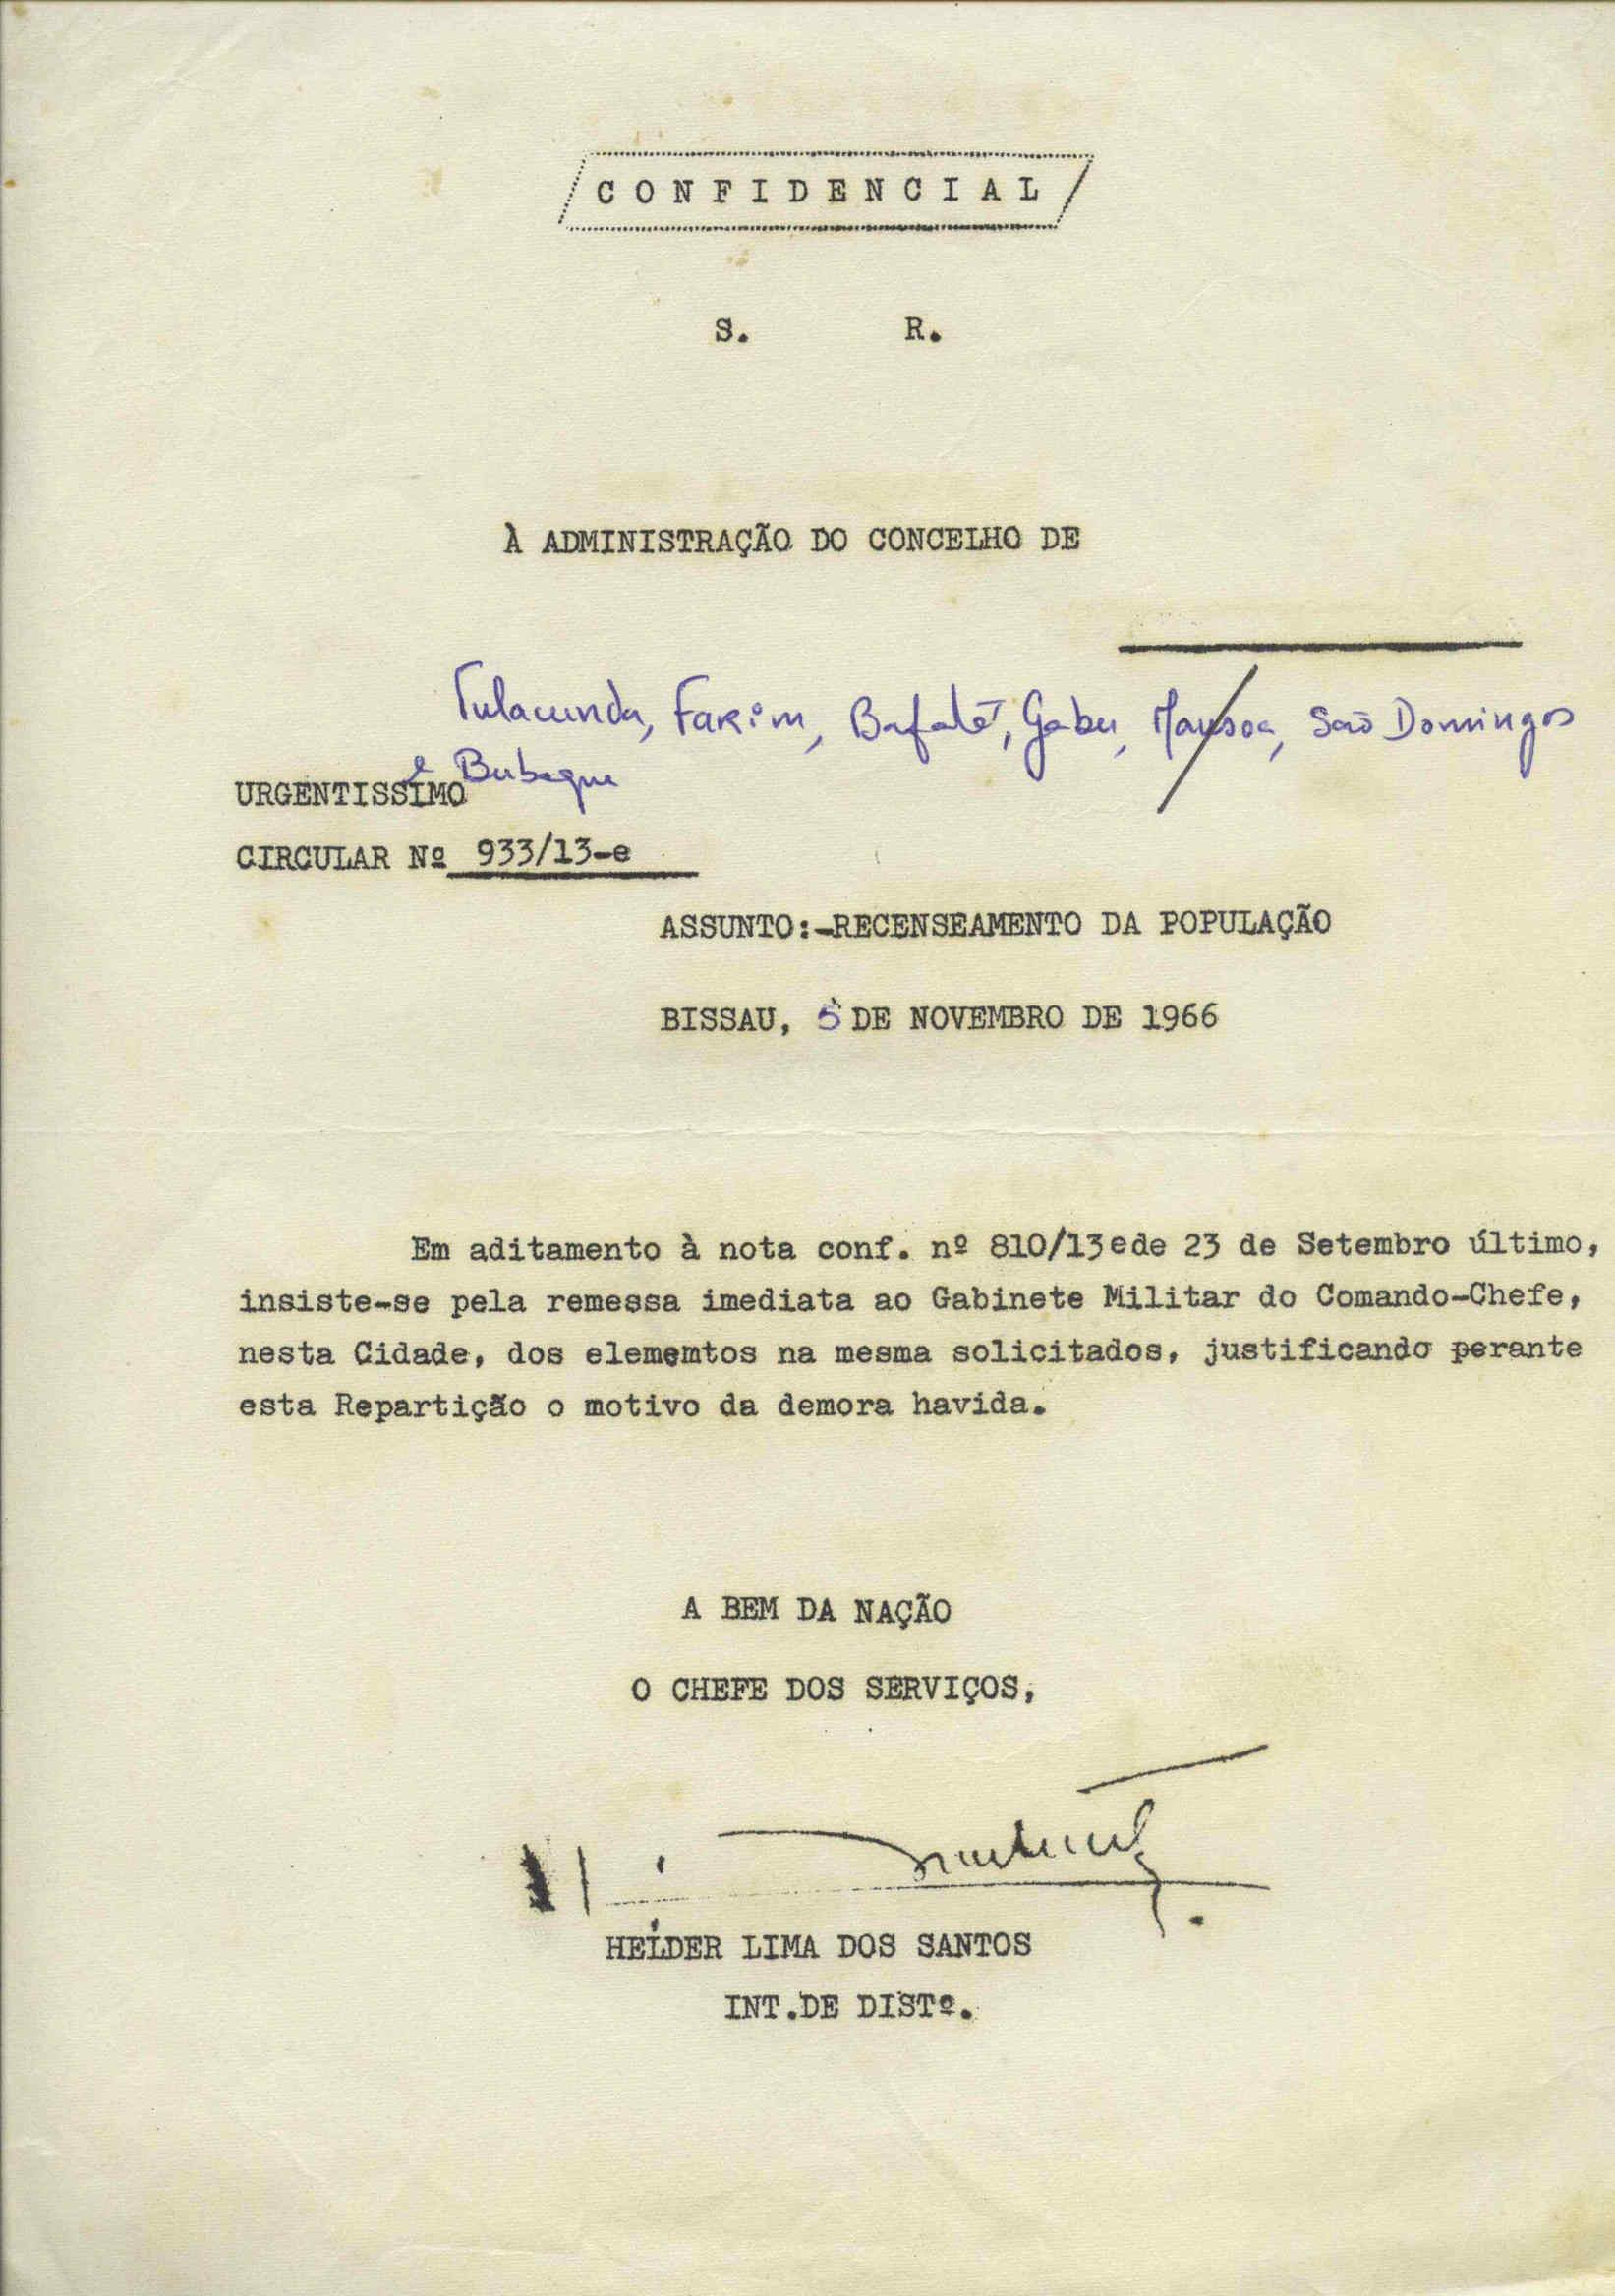 CONFIDENCIAL
S. R.
À ADMINISTRAÇÃO DO CONCELHO DE
Fulacunda, Farim, Bafatá, Gabu, Mansoa, São Domingos
e Bubaque
URGENTISSIMO
CIRCULAR Nº 933/13-e
ASSUNTO:-RECENSEAMENTO DA POPULAÇÃO
BISSAU, 5 DE NOVEMBRO DE 1966
Em aditamento à nota conf. nº 810/13ede 23 de Setembro último,
insiste-se pela remessa imediata ao Gabinete Militar do Comando-Chefe,
nesta Cidade, dos elememtos na mesma solicitados, justificando perante
esta Repartição o motivo da demora havida.
A BEM DA NAÇÃO
O CHEFE DOS SERVIÇOS,
HELDER LIMA DOS SANTOS
INT.DE DISTº.